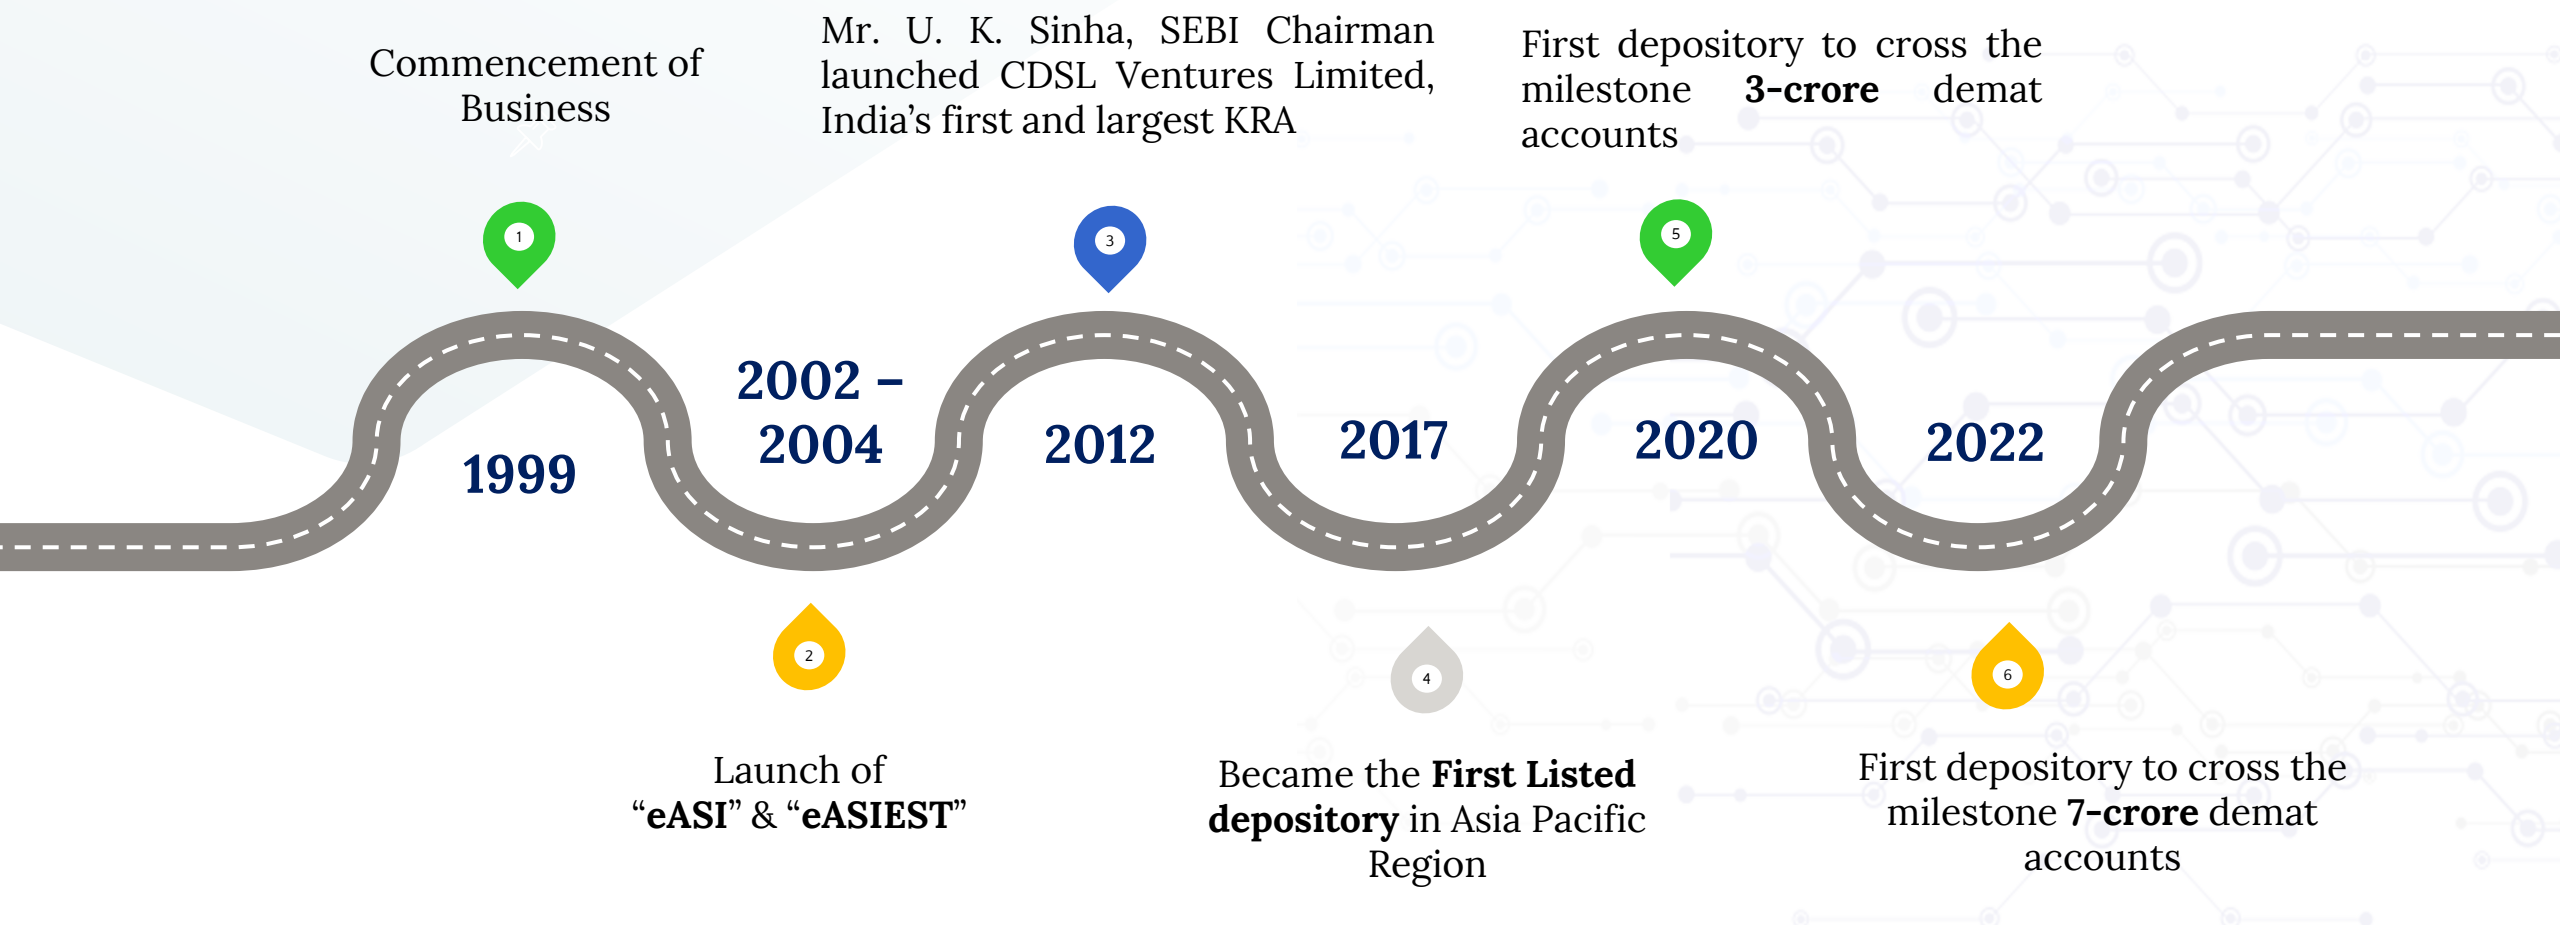 Commencement of
Business
Mr. U. K. Sinha, SEBI Chairman
launched CDSL Ventures Limited,
India’s first and largest KRA
First depository to cross the
milestone 3-crore demat
accounts
1
3
5
1999
2002 –
2004
2012
2017
2020
2022
2
4
6
Launch of
“eASI” & “eASIEST”
Became the First Listed
depository in Asia Pacific
Region
First depository to cross the
milestone 7-crore demat
accounts